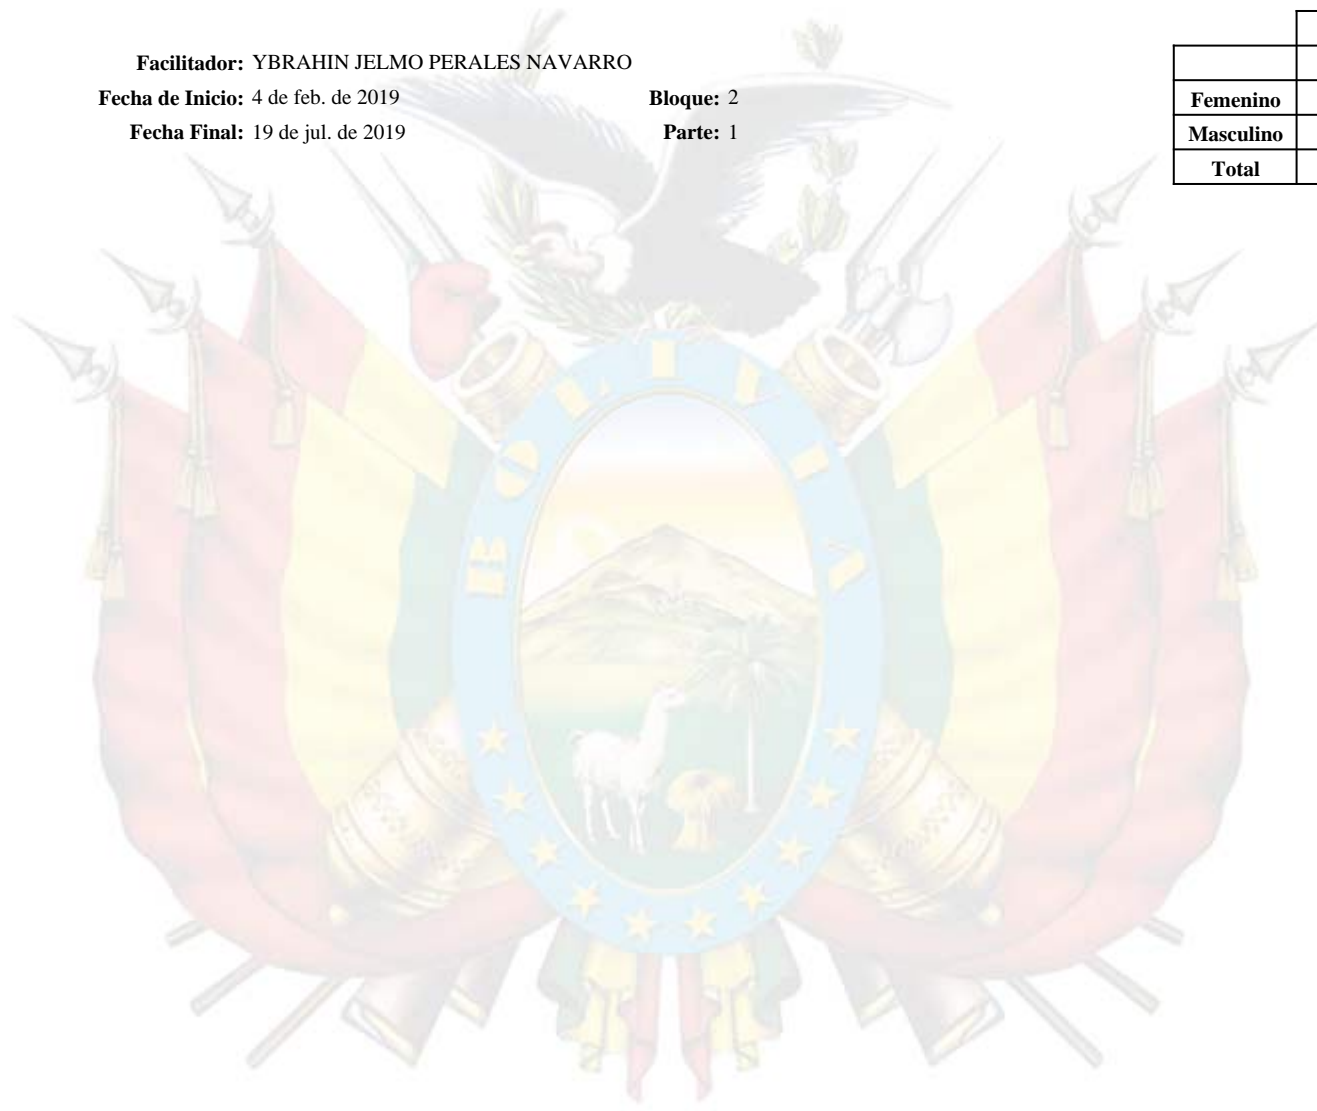 Facilitador: YBRAHIN JELMO PERALES NAVARRO
Fecha de Inicio: 4 de feb. de 2019 Bloque: 2
Fecha Final: 19 de jul. de 2019 Parte: 1
Femenino
Masculino
Total
BOLIVIA